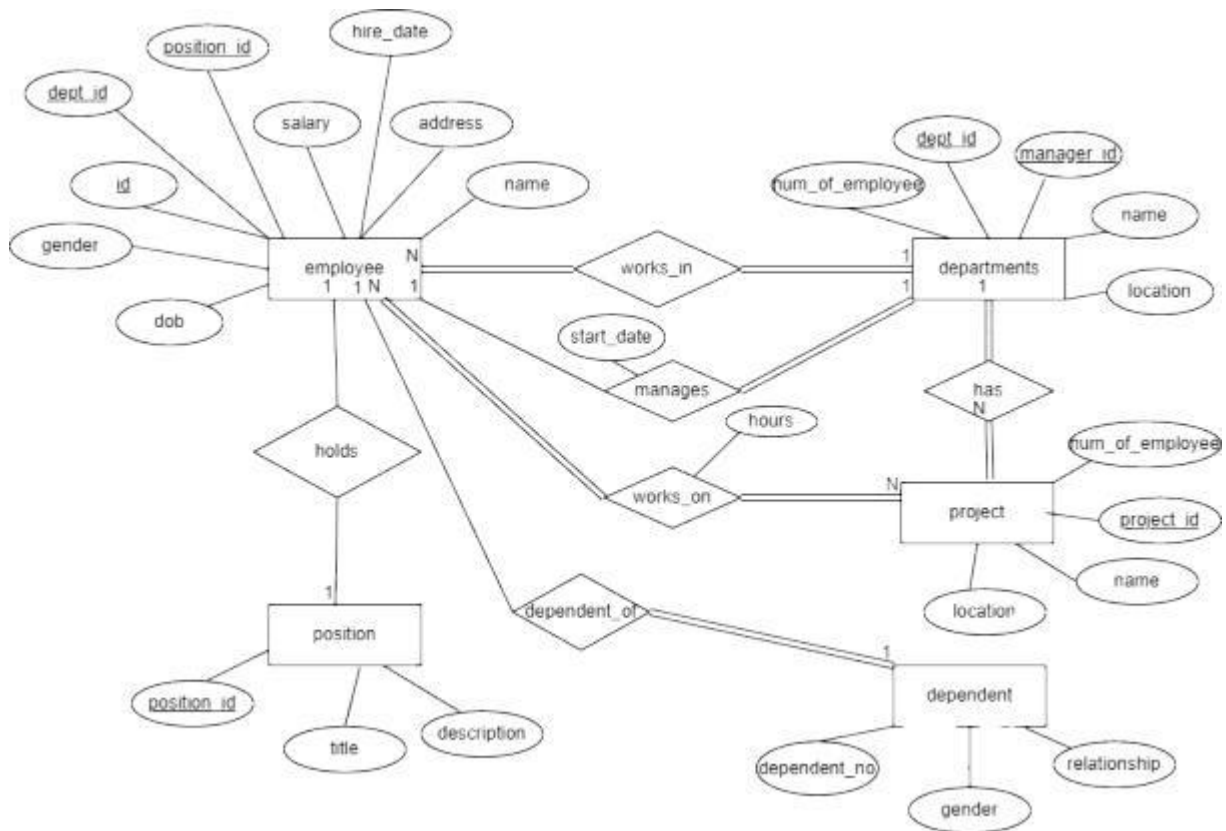 hire_date
position_id
dept_id
salary
address
dept_id
manager_id
id
name
num_of_employee
name
gender
employee
N
works_in
1
departments
1
1
N
1
1
1
location
dob
start_date
manages
has
N
hours
holds
num_of_employee
works_on
N
project
project_id
name
1
dependent_of
location
position
1
dependent
position_id
description
title
dependent_no
relationship
gender